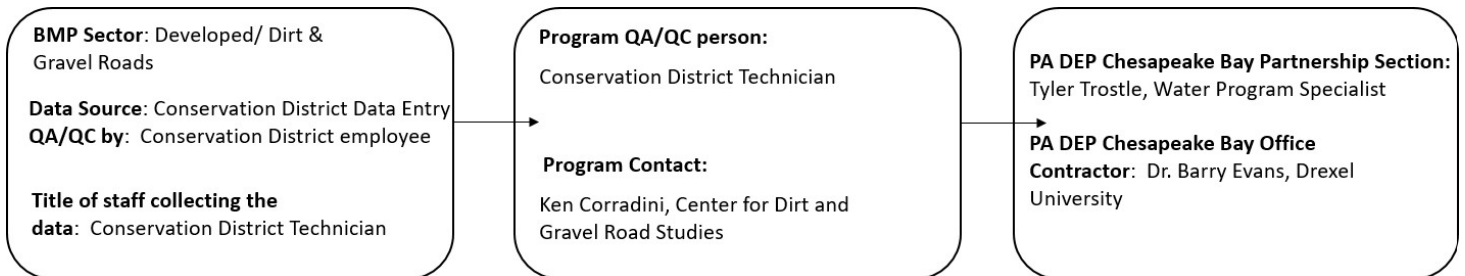 BMP Sector: Developed/ Dirt &
Gravel Roads
Data Source: Conservation District Data Entry
QA/QC by: Conservation District employee
Title of staff collecting the
data: Conservation District Technician
Program QA/QC person:
Conservation District Technician
Program Contact:
Ken Corradini, Center for Dirt and
Gravel Road Studies
PA DEP Chesapeake Bay Partnership Section:
Tyler Trostle, Water Program Specialist
PA DEP Chesapeake Bay Office
Contractor: Dr. Barry Evans, Drexel
University